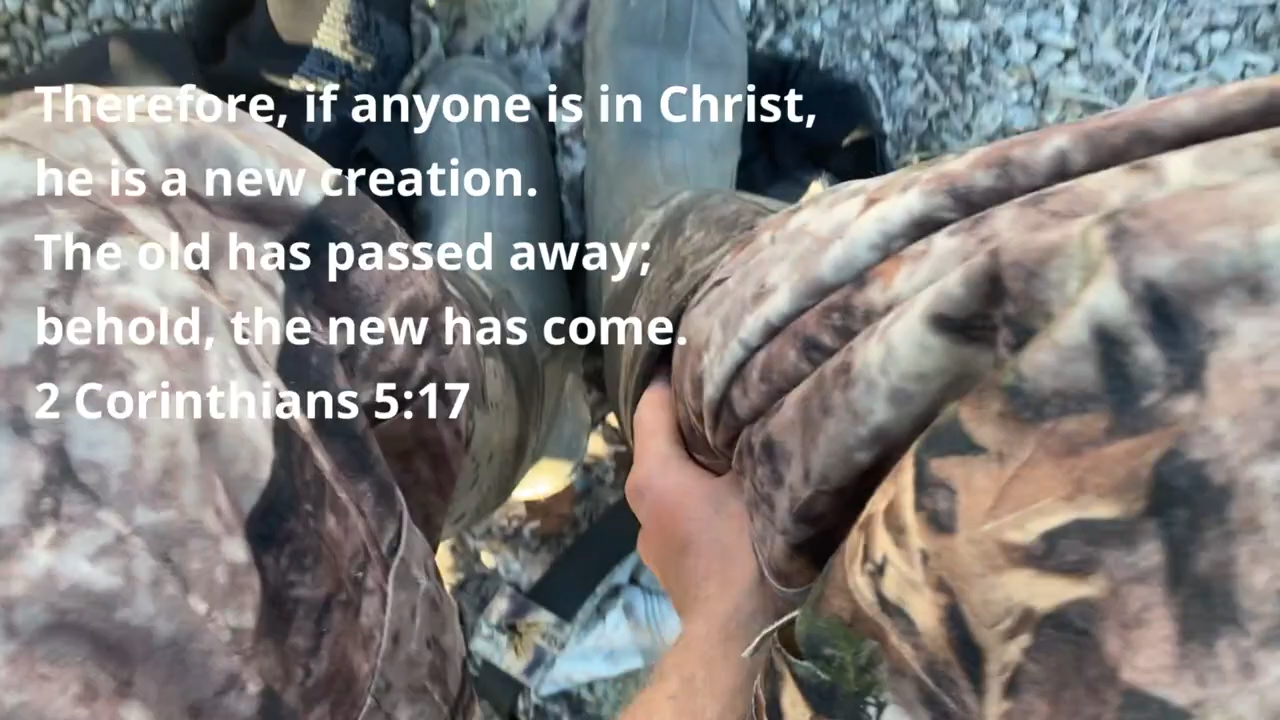 Therefore, if anyone is in Christ,
he is a new creation.
The old has passed away;
behold, the new has come.
2 Corinthians 5:17